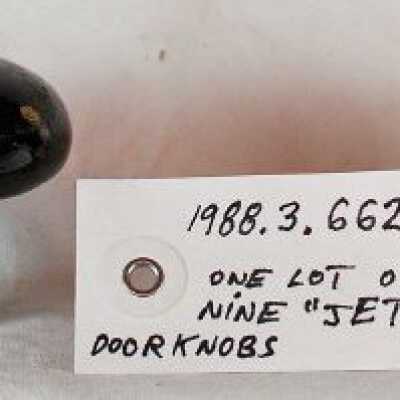 1988.3.662
ONE LOT O
NINE "JET
DOORKNOBS